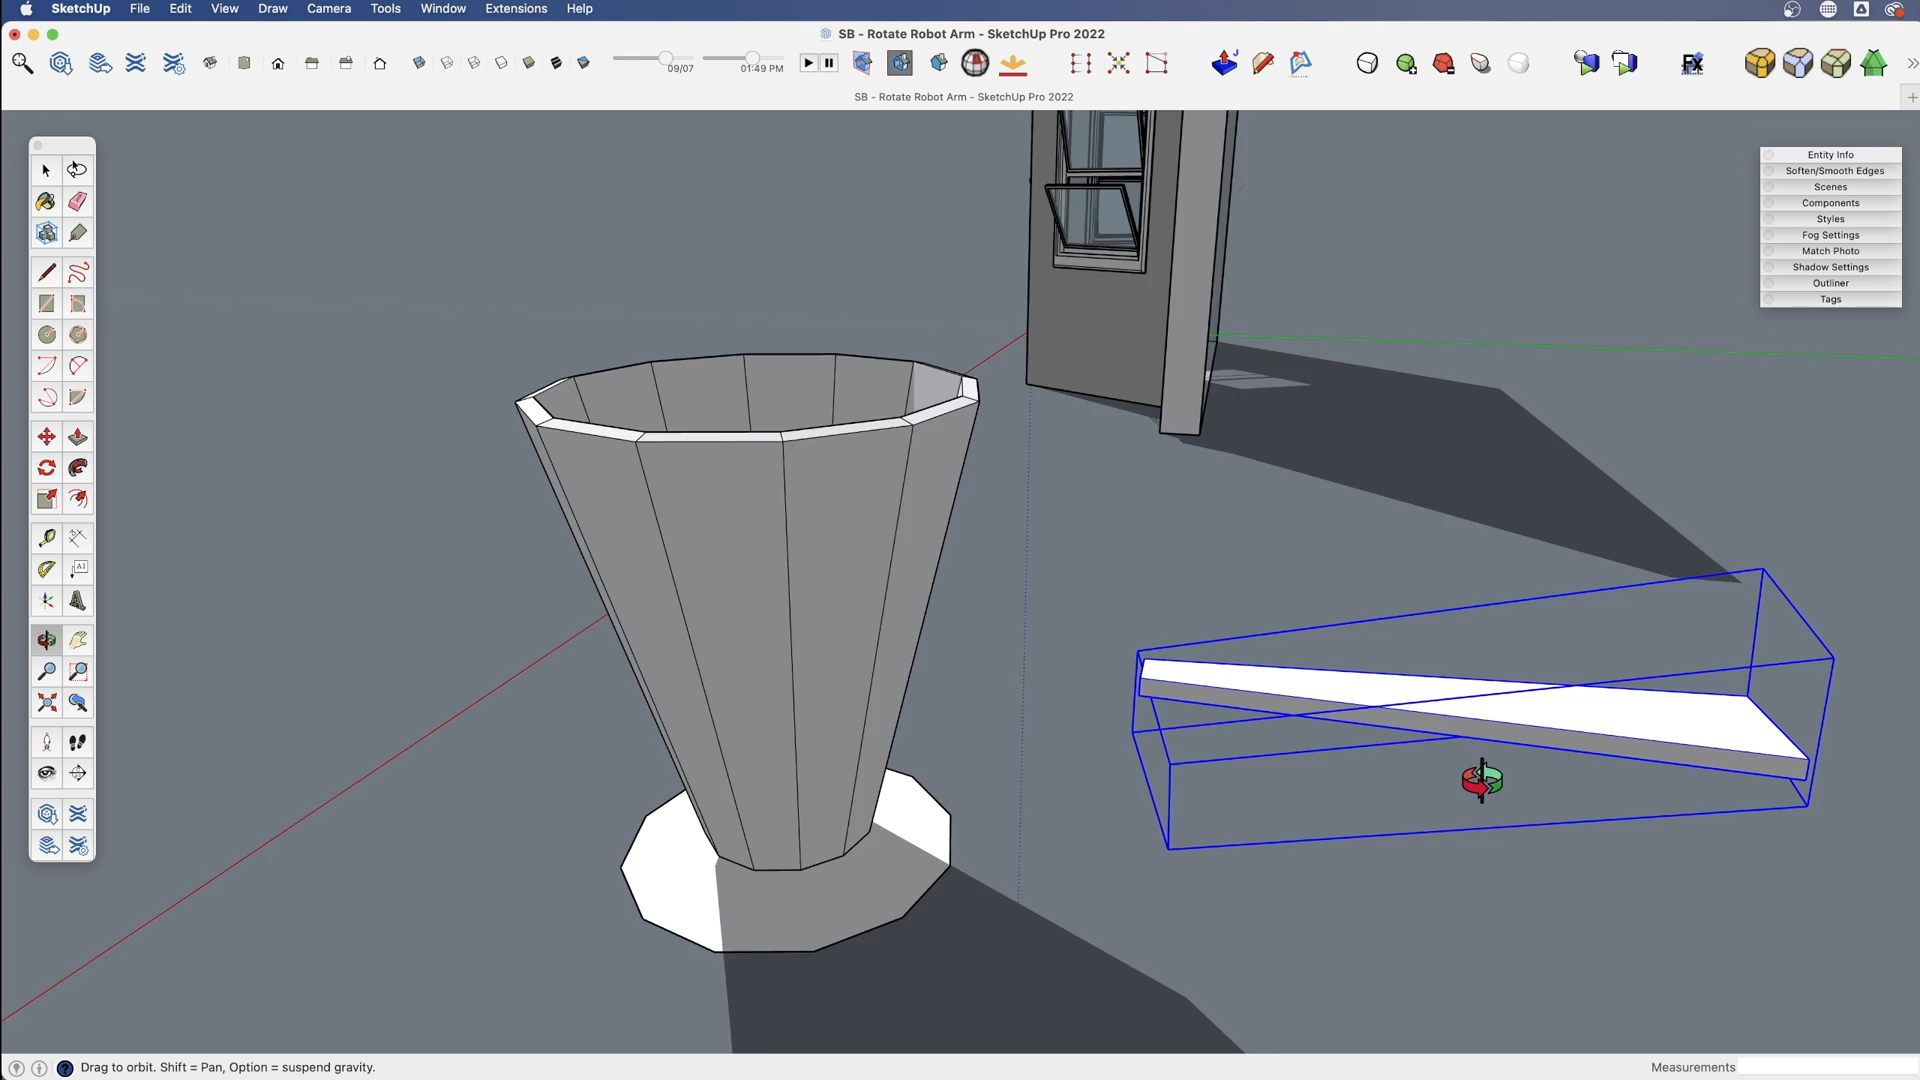 SketchUp File Edit View Draw Camera Tools Window Extensions Help
SB - Rotate Robot Arm - SketchUp Pro 2022
09/07 01:49 PM
FX
SB - Rotate Robot Arm - SketchUp Pro 2022
Entity Info
Soften/Smooth Edges
Scenes
Components
Styles
Fog Settings
Match Photo
Shadow Settings
Outliner
Tags
A1
Drag to orbit. Shift = Pan, Option = suspend gravity.
Measurements